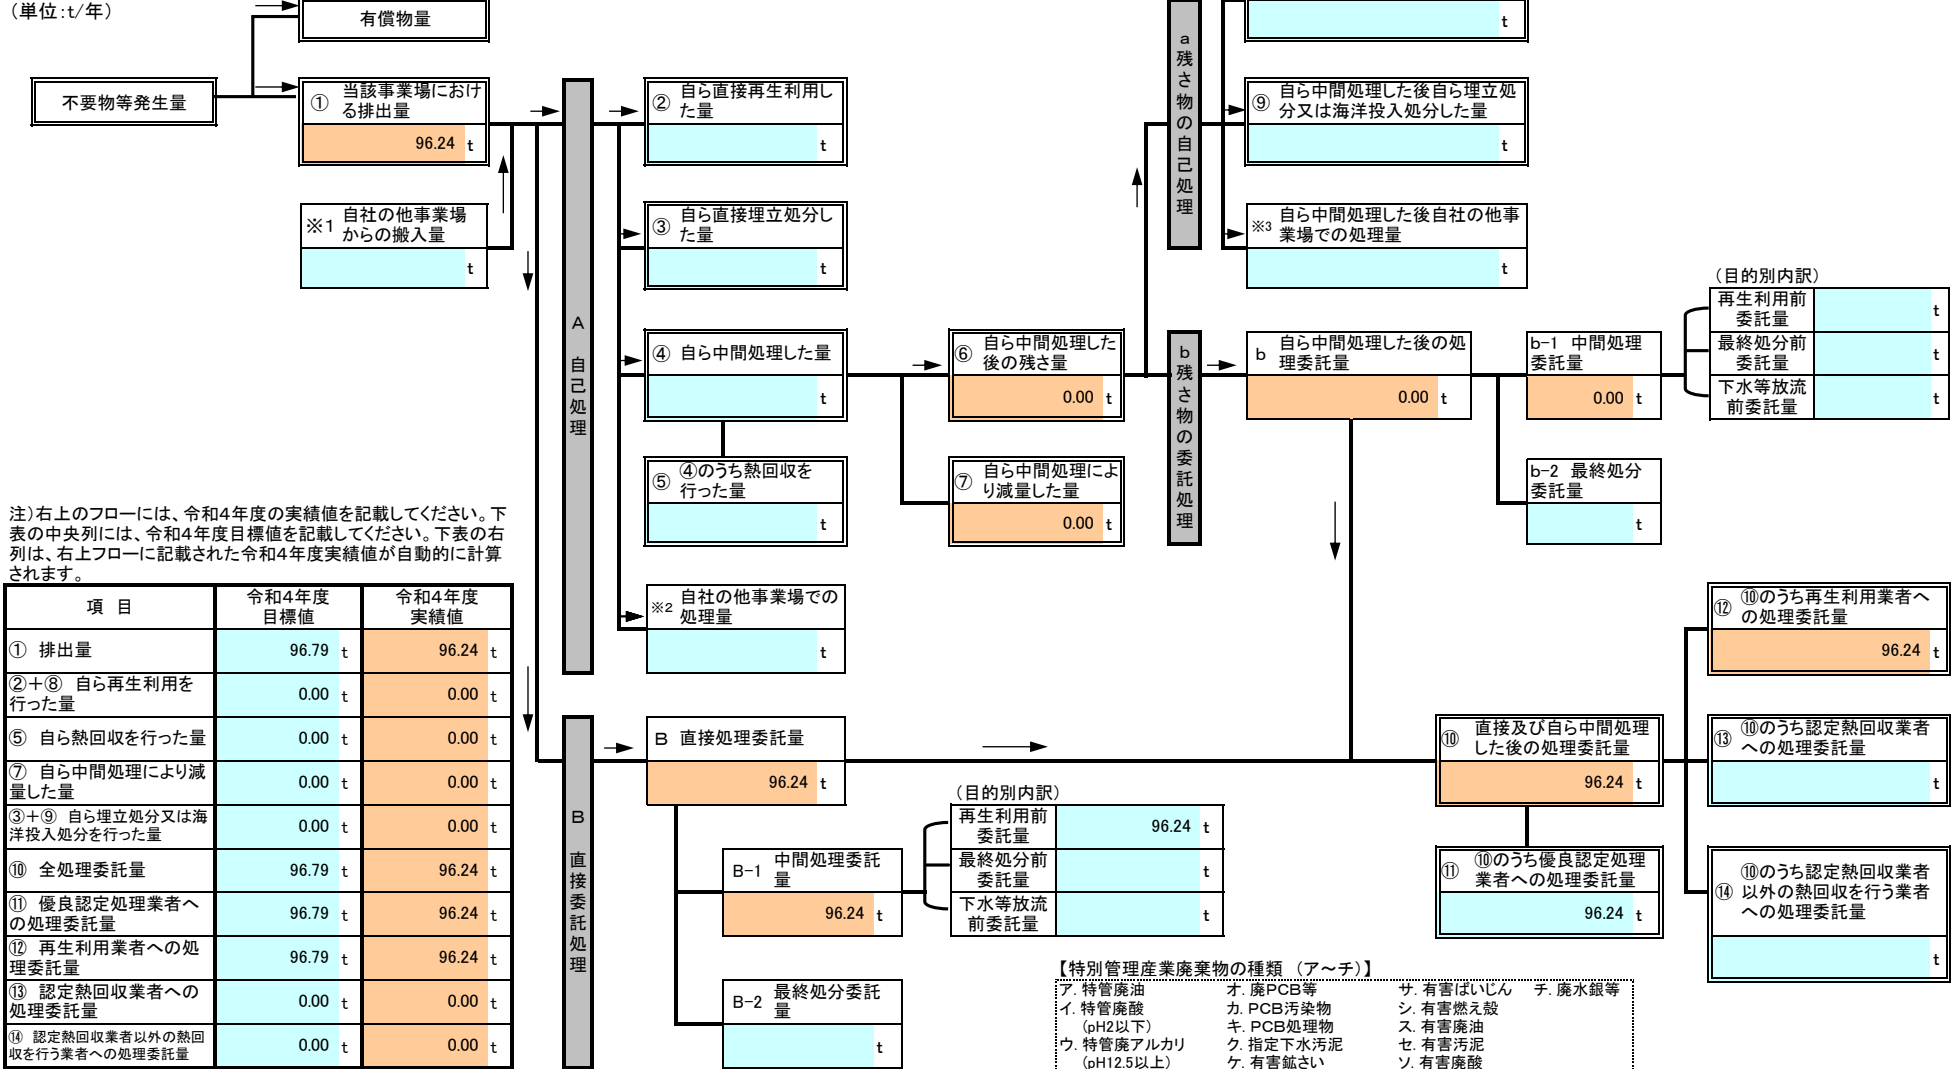 （単位:t/年）
有償物量
不要物等発生量
① 当該事業場におけ
る排出量
96.24 t
※1 自社の他事業場
からの搬入量
t
A 自己処理
② 自ら直接再生利用し
た量
t
③ 自ら直接埋立処分し
た量
t
④ 自ら中間処理した量
t
⑤ ④のうち熱回収を
行った量
t
※2 自社の他事業場での
処理量
t
⑥ 自ら中間処理した
後の残さ量
0.00 t
⑦ 自ら中間処理によ
り減量した量
0.00 t
a 残さ物の自己処理
t
⑨ 自ら中間処理した後自ら埋立処
分又は海洋投入処分した量
t
※3 自ら中間処理した後自社の他事
業場での処理量
t
b 残さ物の委託処理
b 自ら中間処理した後の処
理委託量
0.00 t
b-1 中間処理
委託量
0.00 t
b-2 最終処分
委託量
t
（目的別内訳）
再生利用前
委託量
t
最終処分前
委託量
t
下水等放流
前委託量
t
注）右上のフローには、令和4年度の実績値を記載してください。下
表の中央列には、令和4年度目標値を記載してください。下表の右
列は、右上フローに記載された令和4年度実績値が自動的に計算
されます。
項 目 令和4年度 目標値 令和4年度 実績値
① 排出量 96.79 t 96.24 t
②＋⑧ 自ら再生利用を
行った量 0.00 t 0.00 t
⑤ 自ら熱回収を行った量 0.00 t 0.00 t
⑦ 自ら中間処理により減
量した量 0.00 t 0.00 t
③＋⑨ 自ら埋立処分又は海
洋投入処分を行った量 0.00 t 0.00 t
⑩ 全処理委託量 96.79 t 96.24 t
⑪ 優良認定処理業者へ
の処理委託量 96.79 t 96.24 t
⑫ 再生利用業者への処
理委託量 96.79 t 96.24 t
⑬ 認定熱回収業者への
処理委託量 0.00 t 0.00 t
⑭ 認定熱回収業者以外の熱回
収を行う業者への処理委託量 0.00 t 0.00 t
B 直接委託処理
B 直接処理委託量
96.24 t
B-1 中間処理委託
量
96.24 t
B-2 最終処分委託
量
t
（目的別内訳）
再生利用前
委託量
96.24 t
最終処分前
委託量
t
下水等放流
前委託量
t
⑩ 直接及び自ら中間処理
した後の処理委託量
96.24 t
⑪ ⑩のうち優良認定処理
業者への処理委託量
96.24 t
⑫ ⑩のうち再生利用業者へ
の処理委託量
96.24 t
⑬ ⑩のうち認定熱回収業者
への処理委託量
t
⑭ ⑩のうち認定熱回収業者
以外の熱回収を行う業者
への処理委託量
t
【特別管理産業廃棄物の種類 （ア～チ）】
ア. 特管廃油 オ. 廃PCB等 サ. 有害ばいじん チ. 廃水銀等
イ. 特管廃酸 カ. PCB汚染物 シ. 有害燃え殻
（pH2以下） キ. PCB処理物 ス. 有害廃油
ウ. 特管廃アルカリ ク. 指定下水汚泥 セ. 有害汚泥
（pH12.5以上） ケ. 有害鉱さい ソ. 有害廃酸